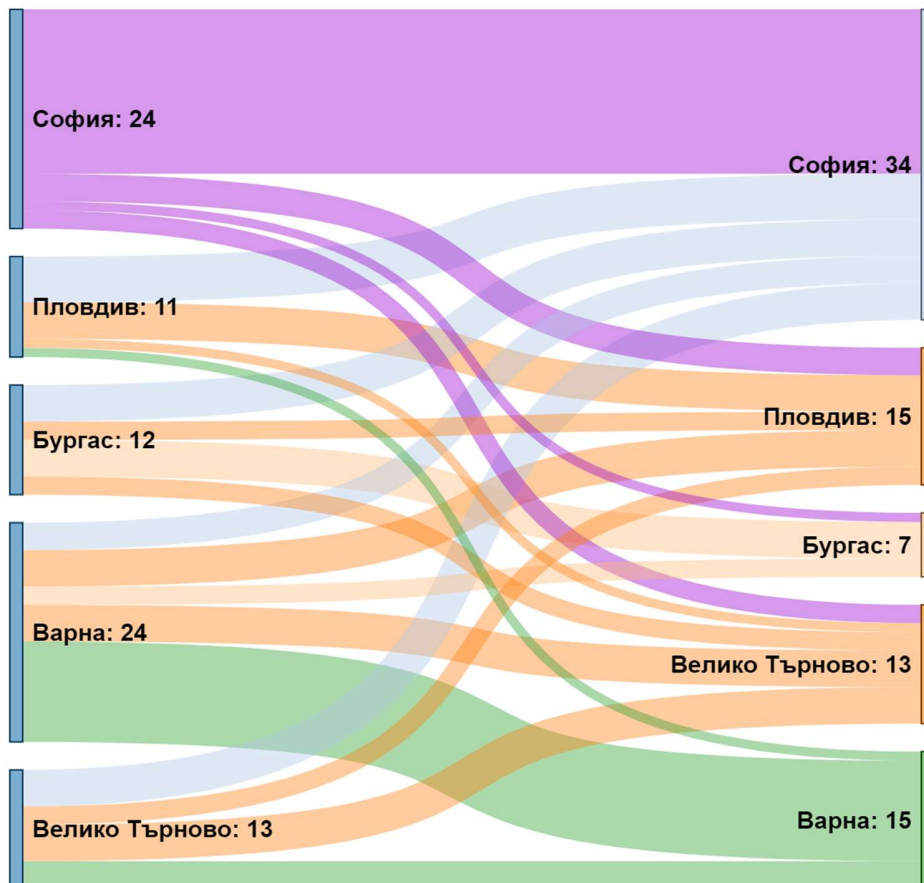 София: 24
Пловдив: 11
Бургас: 12
Варна: 24
Велико Търново: 13
София: 34
Пловдив: 15
Бургас: 7
Велико Търново: 13
Варна: 15